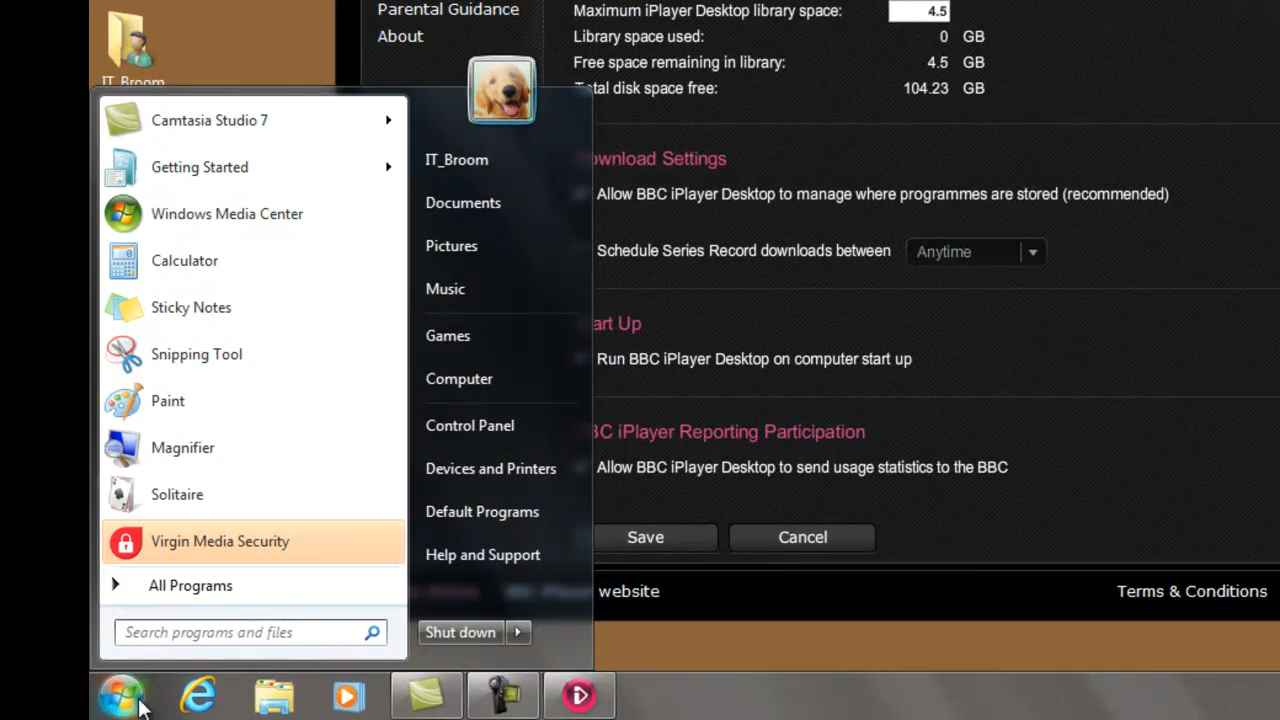 Parental Guidance
About
Maximum iPlayer Desktop library space: 4.5
Library space used: 0 GB
Free space remaining in library: 4.5 GB
Total disk space free: 104.23 GB
IT_Broom
Camtasia Studio 7
Getting Started
Windows Media Center
Calculator
Sticky Notes
Snipping Tool
Paint
Magnifier
Solitaire
Virgin Media Security
All Programs
Search programs and files
IT_Broom
Documents
Pictures
Music
Games
Computer
Control Panel
Devices and Printers
Default Programs
Help and Support
Shut down
ownload Settings
Allow BBC iPlayer Desktop to manage where programmes are stored (recommended)
Schedule Series Record downloads between Anytime
art Up
Run BBC iPlayer Desktop on computer start up
BC iPlayer Reporting Participation
Allow BBC iPlayer Desktop to send usage statistics to the BBC
Save Cancel
website Terms & Conditions